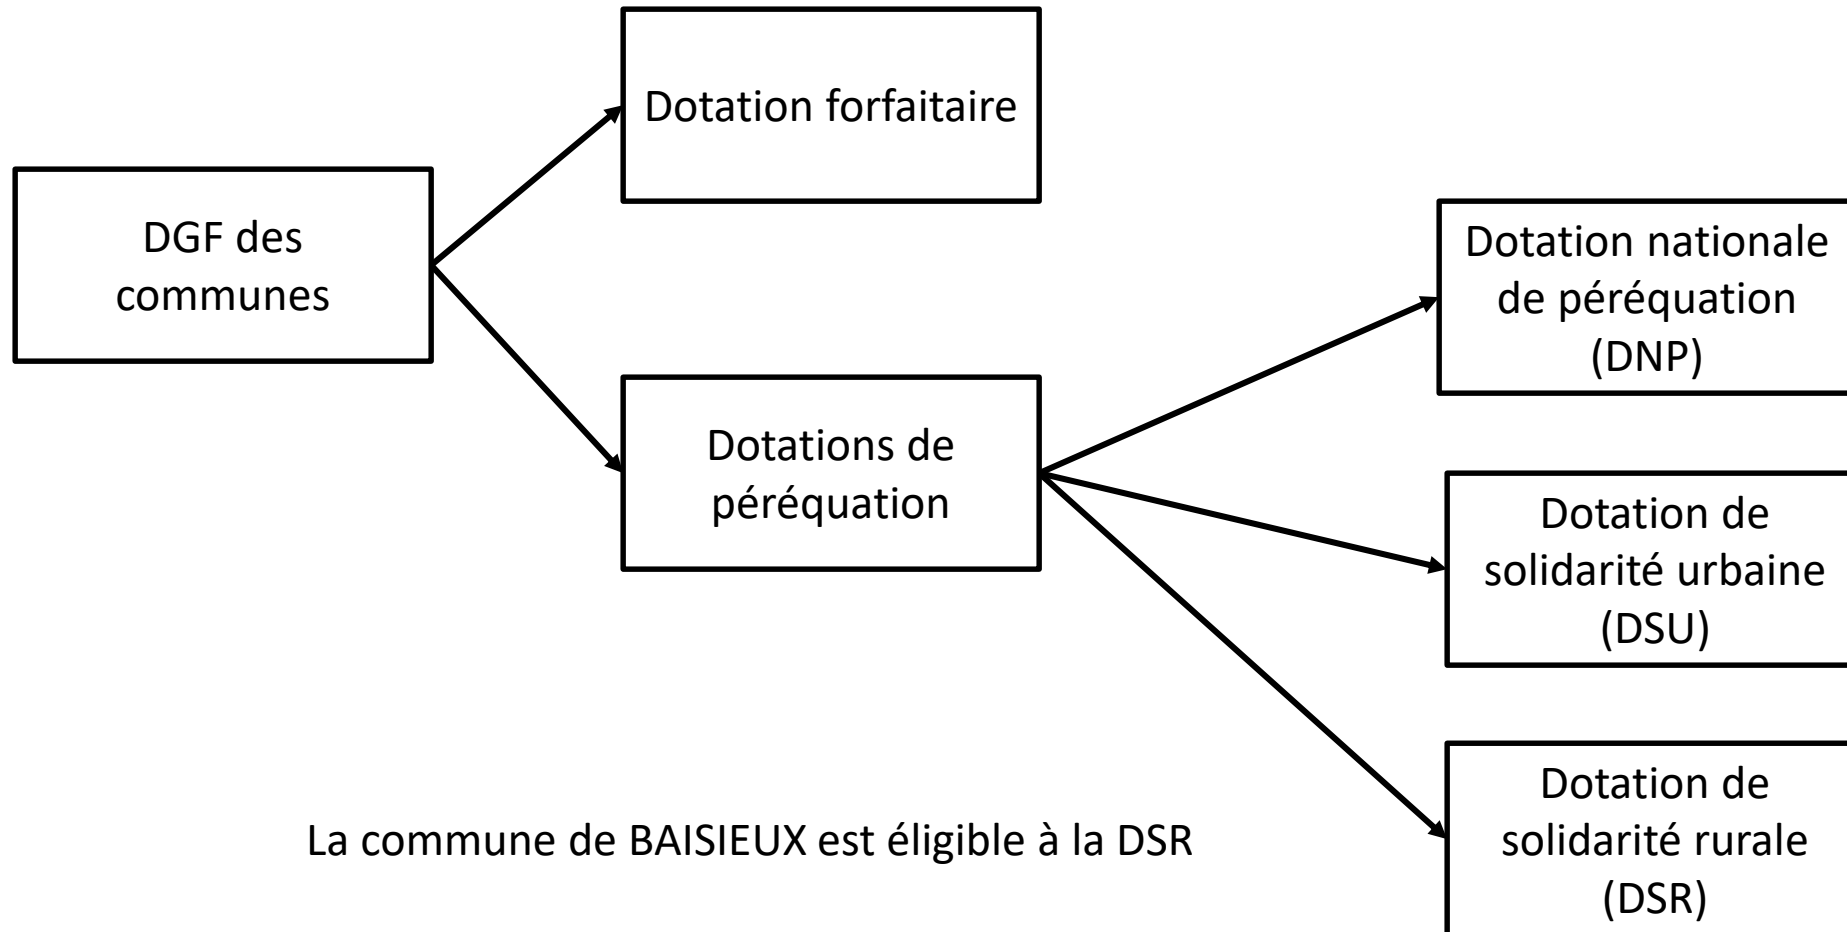 Dotation forfaitaire
DGF des
communes
Dotation nationale
de péréquation
(DNP)
Dotations de
péréquation
Dotation de
solidarité urbaine
(DSU)
Dotation de
solidarité rurale
(DSR)
La commune de BAISIEUX est éligible à la DSR